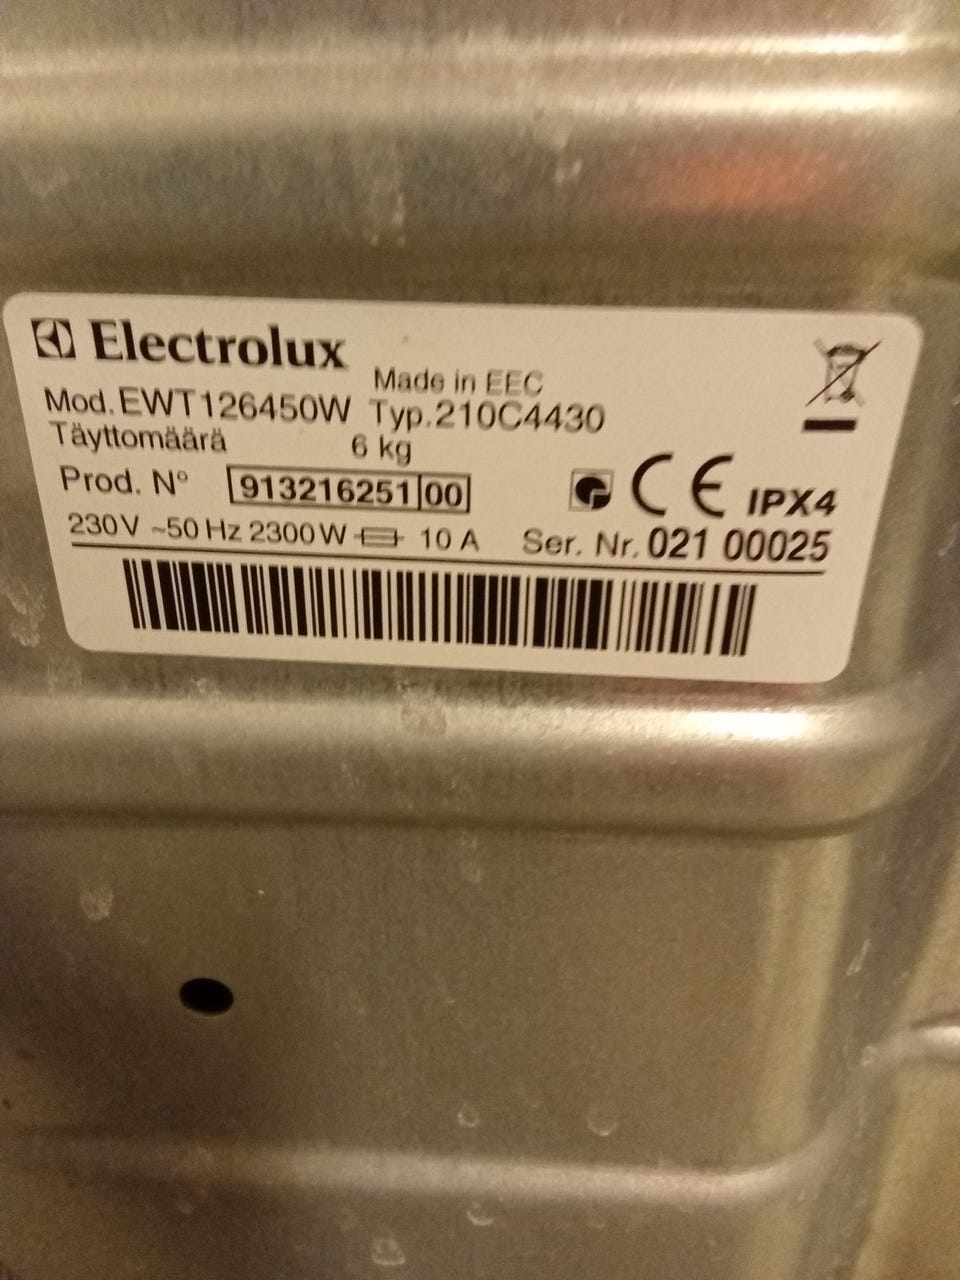 Electrolux
Made in EEC
Mod.EWT126450W Typ.210C4430
Täyttomäärä 6 kg
Prod. N° 913216251 00
CE IPX4
230V ~50 Hz 2300W 10 A Ser. Nr. 021 00025